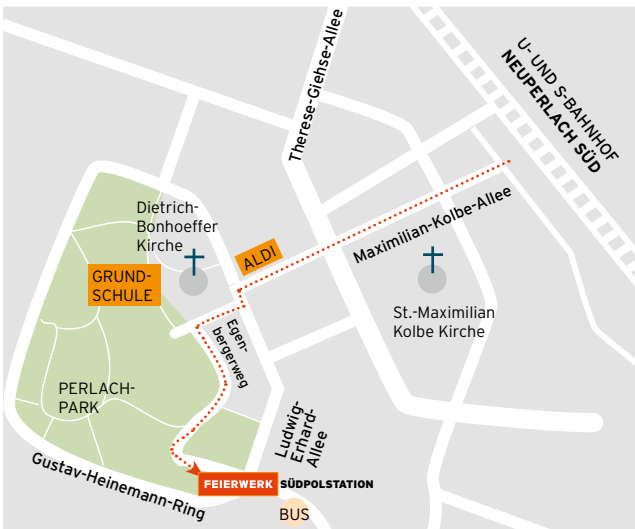 Therese-Giehse-Allee
U- UND S-BAHNHOF
NEUPERLACH SÜD
Dietrich-
Bonhoeffer
Kirche
ALDI
Maximilian-Kolbe-Allee
GRUND-
SCHULE
St.-Maximilian
Kolbe Kirche
Egen-
bergerweg
PERLACH-
PARK
Ludwig-
Erhard-
Allee
Gustav-Heinemann-Ring
FEIERWERK SÜDPOLSTATION
BUS